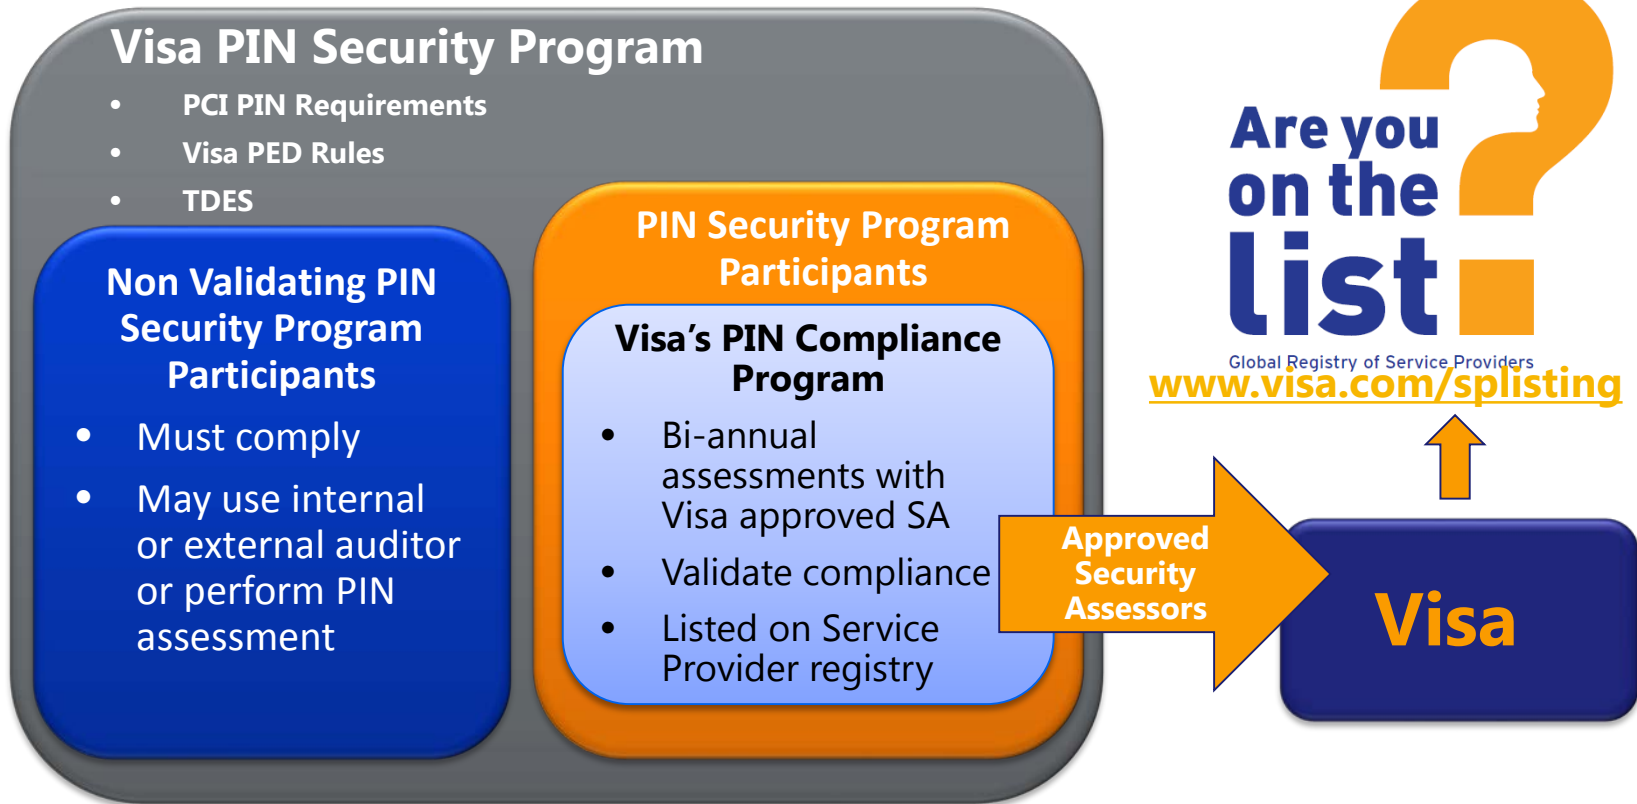 Visa PIN Security Program
• PCI PIN Requirements
• Visa PED Rules
• TDES
Non Validating PIN
Security Program
Participants
• Must comply
• May use internal
or external auditor
or perform PIN
assessment
PIN Security Program
Participants
Visa’s PIN Compliance
Program
• Bi-annual
assessments with
Visa approved SA
• Validate compliance
• Listed on Service
Provider registry
Approved
Security
Assessors
Visa
Are you
on the
list
Global Registry of Service Providers
www.visa.com/splisting